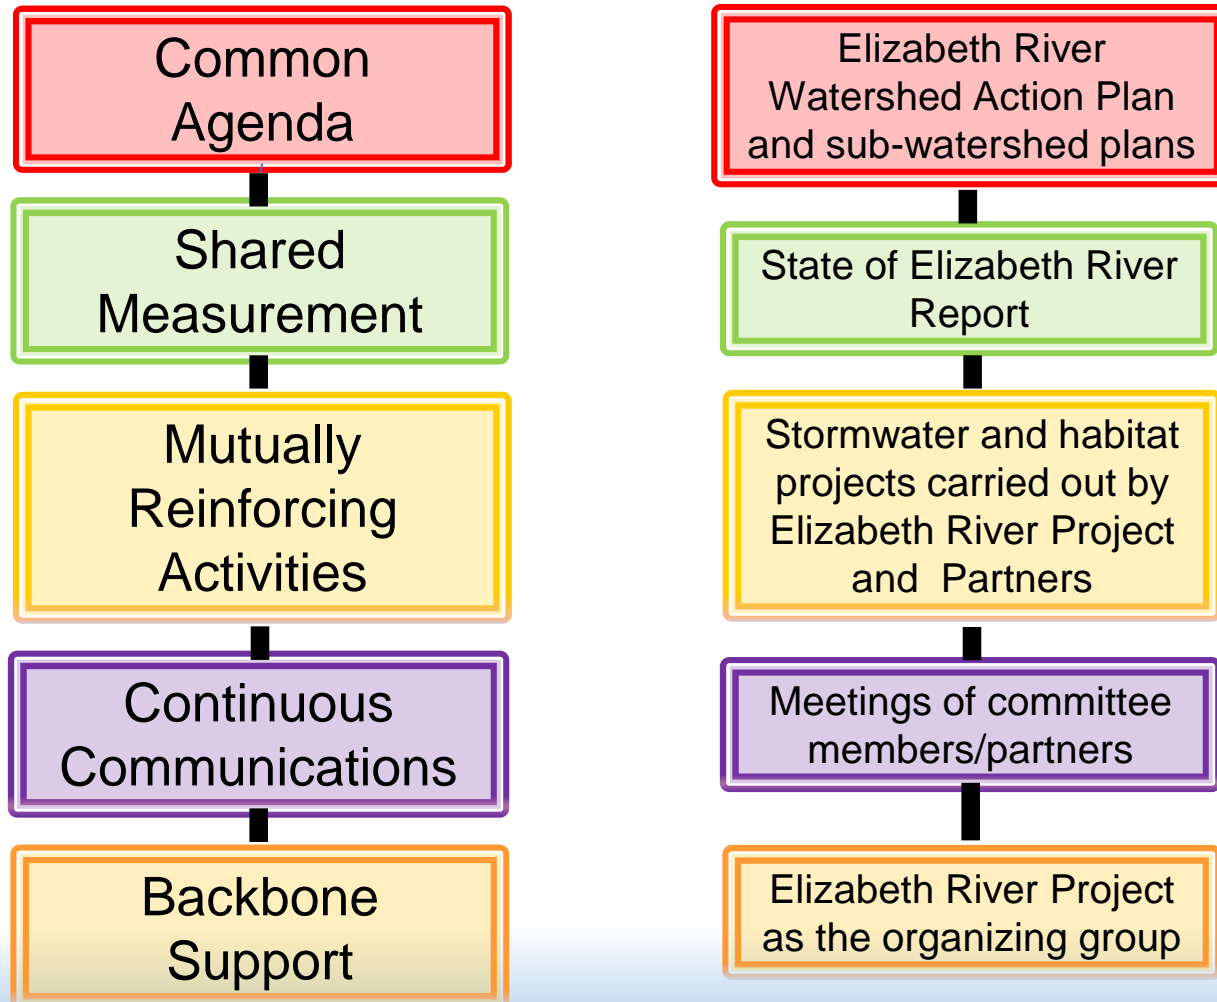 Common
Agenda
Elizabeth River
Watershed Action Plan
and sub-watershed plans
Shared
Measurement
State of Elizabeth River
Report
Mutually
Reinforcing
Activities
Stormwater and habitat
projects carried out by
Elizabeth River Project
and Partners
Continuous
Communications
Meetings of committee
members/partners
Backbone
Support
Elizabeth River Project
as the organizing group